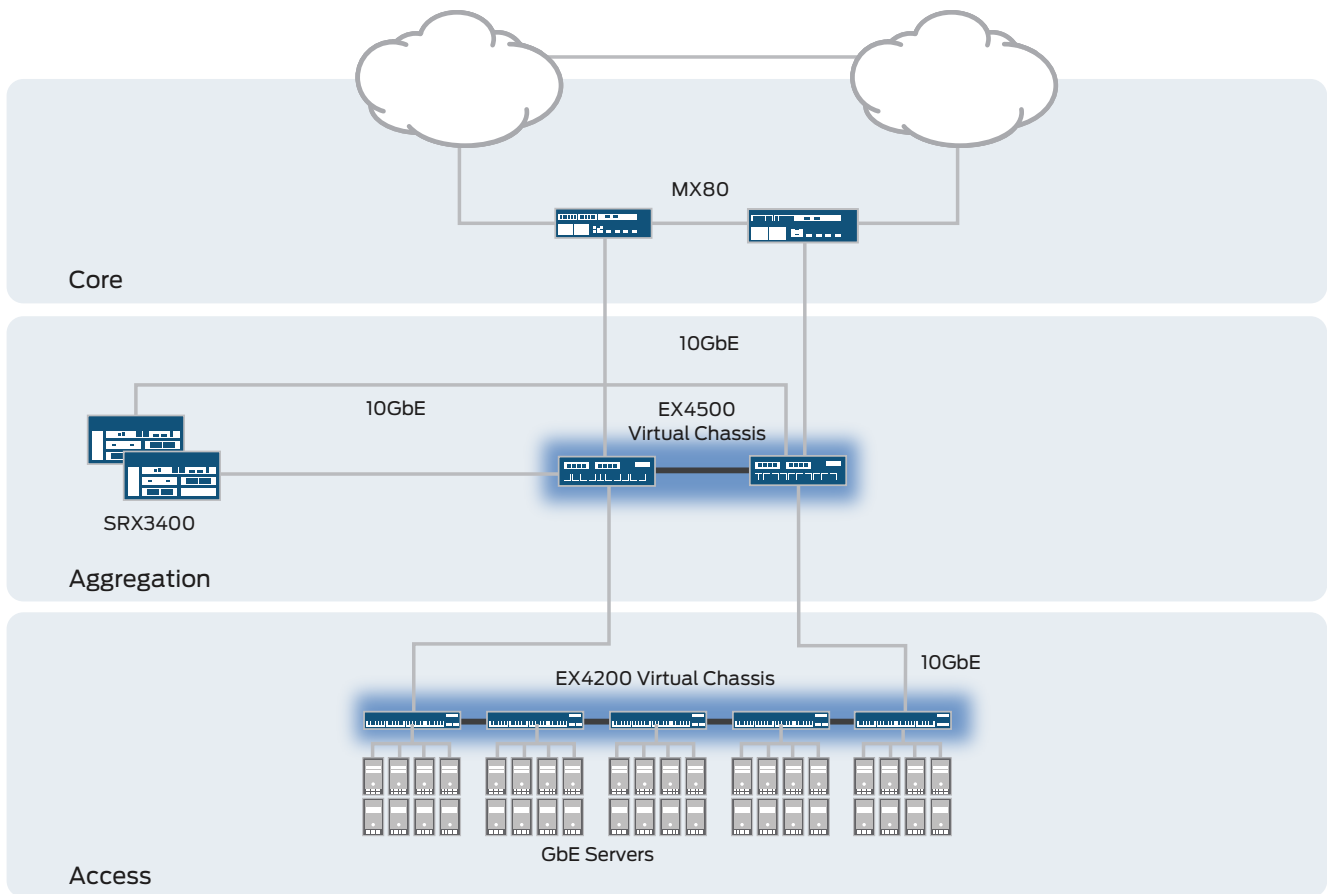 MX80
Core
10GbE
10GbE
EX4500
Virtual Chassis
SRX3400
Aggregation
10GbE
EX4200 Virtual Chassis
GbE Servers
Access